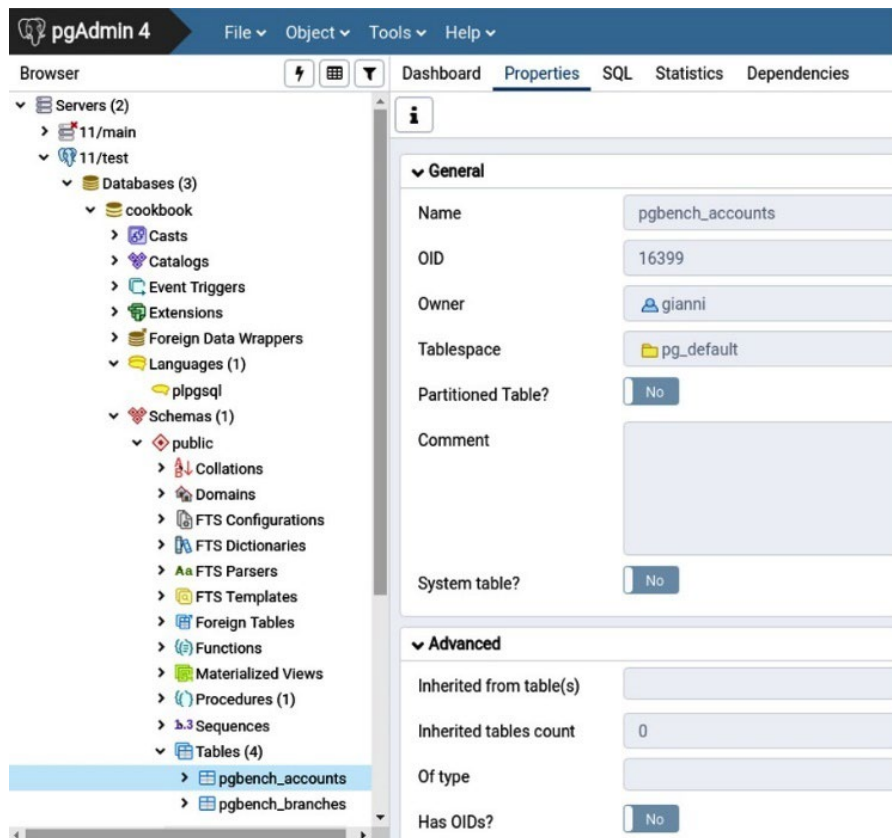 pgAdmin 4 File Object Tools Help
Browser
Servers (2)
11/main
11/test
Databases (3)
cookbook
Casts
Catalogs
Event Triggers
Extensions
Foreign Data Wrappers
Languages (1)
plpgsql
Schemas (1)
public
Collations
Domains
FTS Configurations
FTS Dictionaries
Aa FTS Parsers
FTS Templates
Foreign Tables
Functions
Materialized Views
Procedures (1)
1..3 Sequences
Tables (4)
pgbench_accounts
pgbench_branches
Dashboard Properties SQL Statistics Dependencies
General
Name pgbench_accounts
OID 16399
Owner gianni
Tablespace pg_default
Partitioned Table? No
Comment
System table? No
Advanced
Inherited from table(s)
Inherited tables count 0
Of type
Has OIDs? No